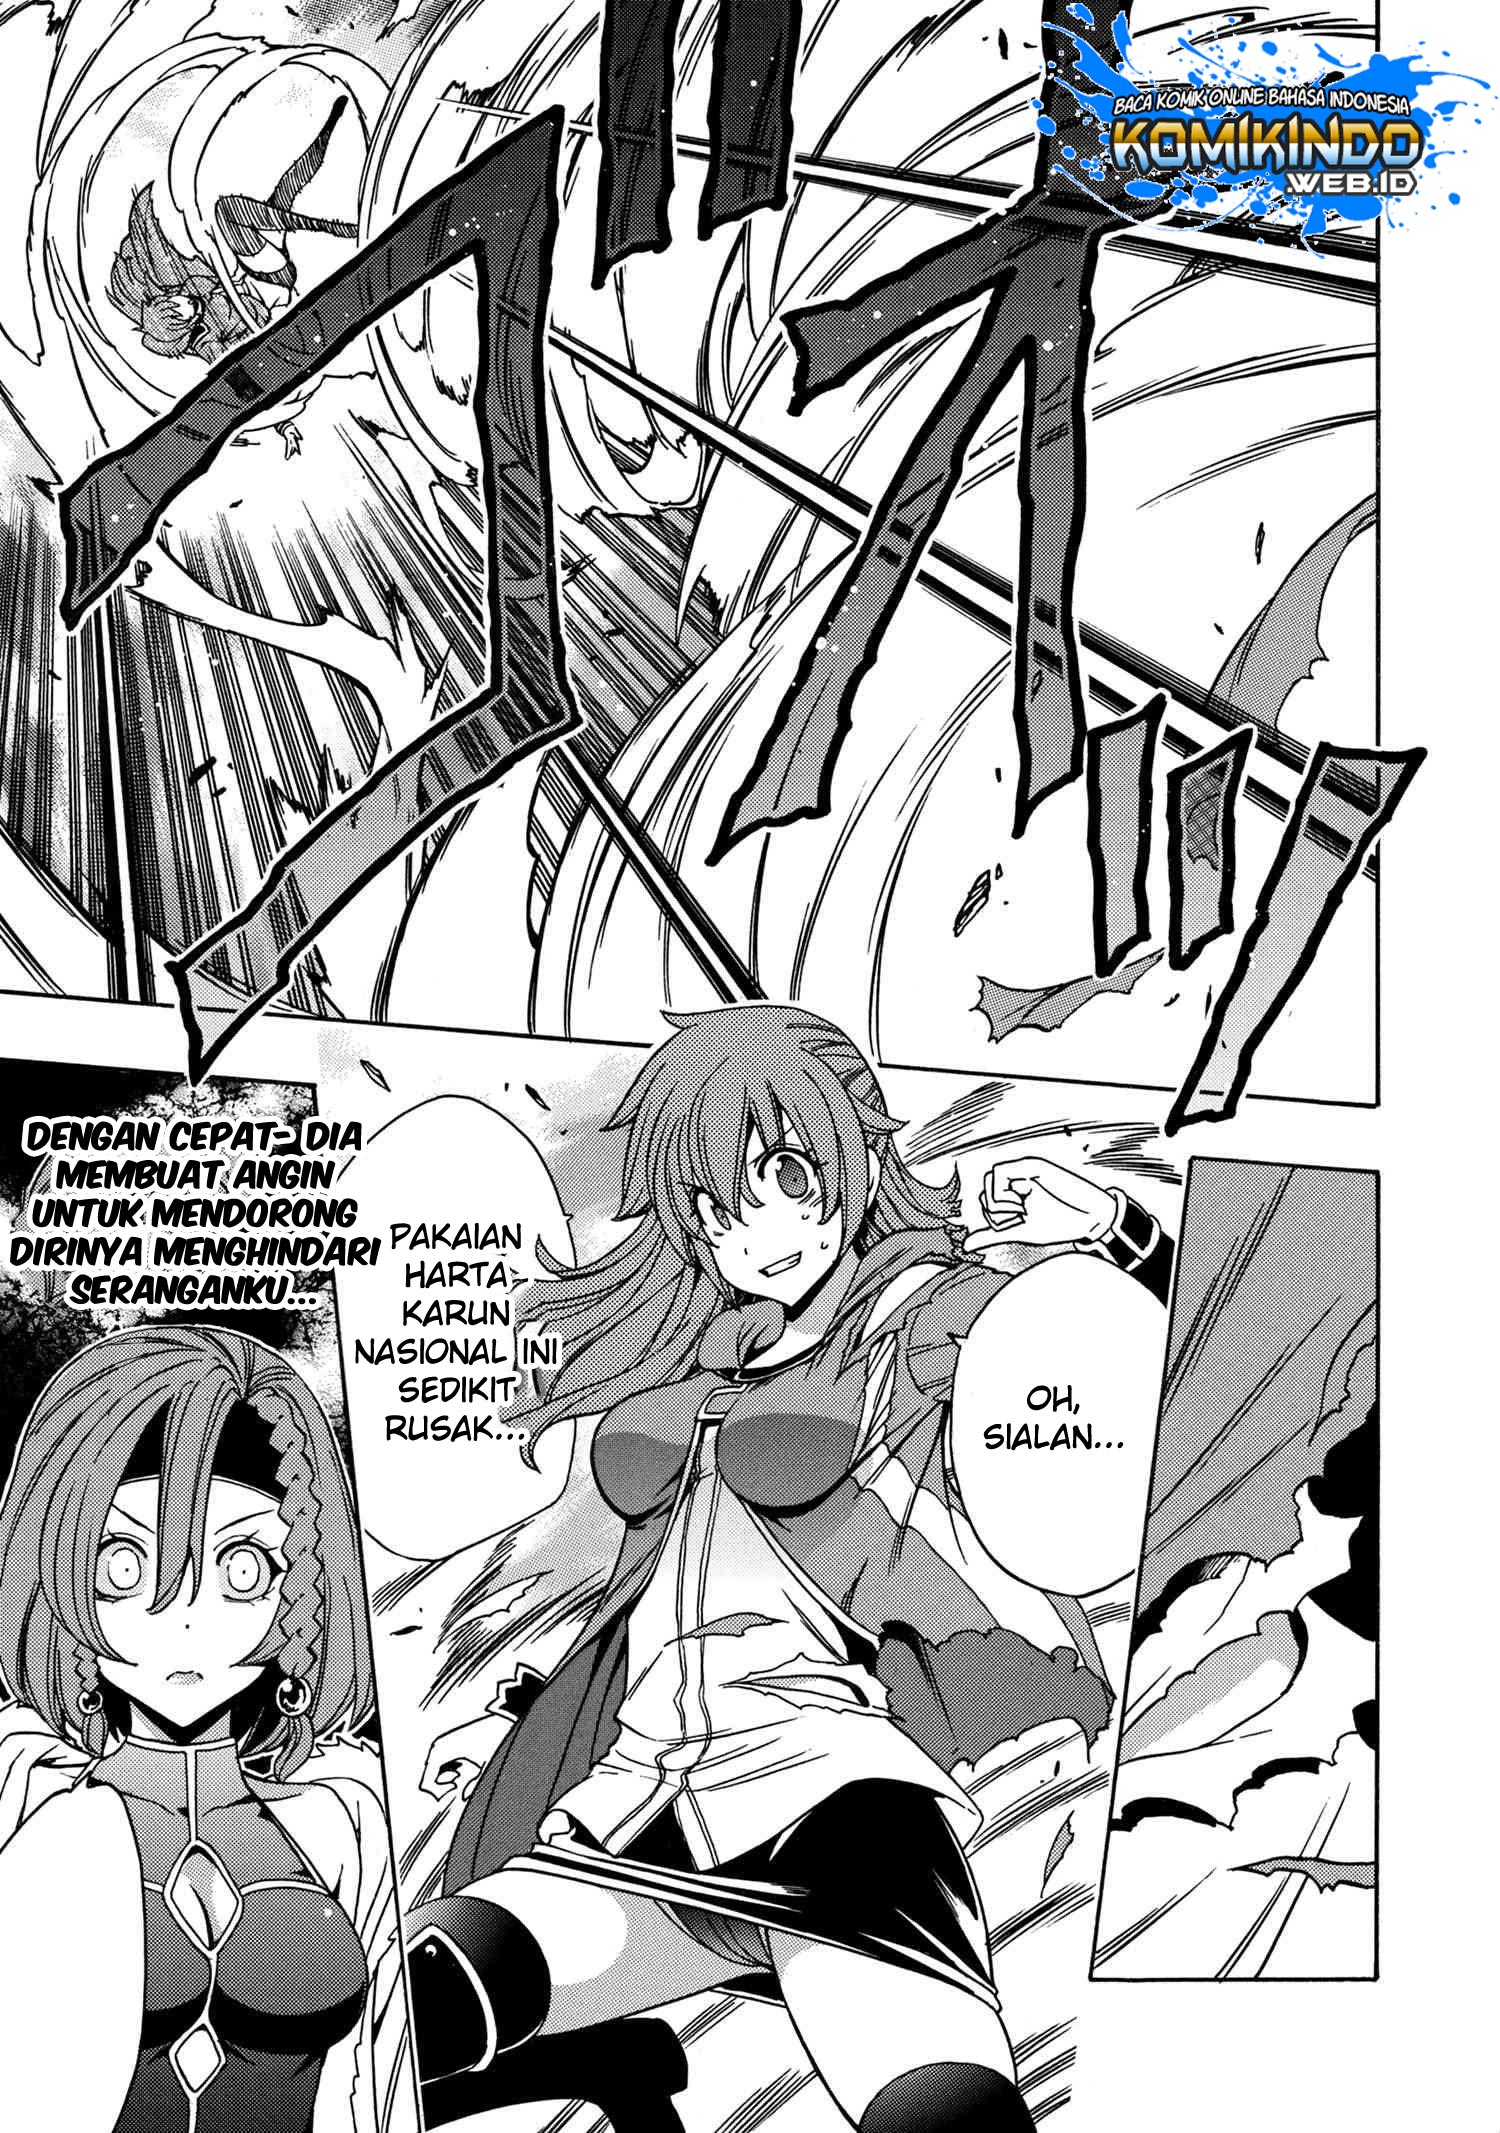 BACA KOMIK ONLINE BAHASA INDONESIA
KOMIKINDO
WEB.ID
OH,
SIALAN...
PAKAIAN
HARTA
KARUN
NASIONAL INI
SEDIKIT
RUSAK...
DENGAN CEPAT- DIA
MEMBUAT ANGIN
UNTUK MENDORONG
DIRINYA MENGHINDARI
SERANGANKU...